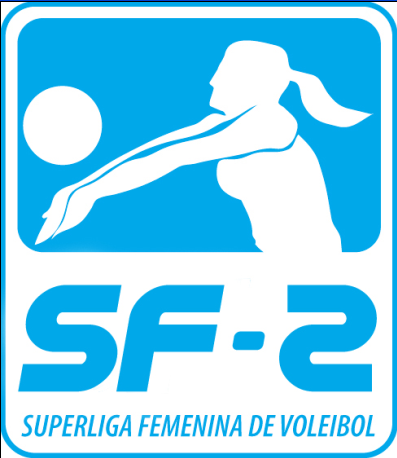 SF-2
SUPERLIGA FEMENINA DE VOLEIBOL